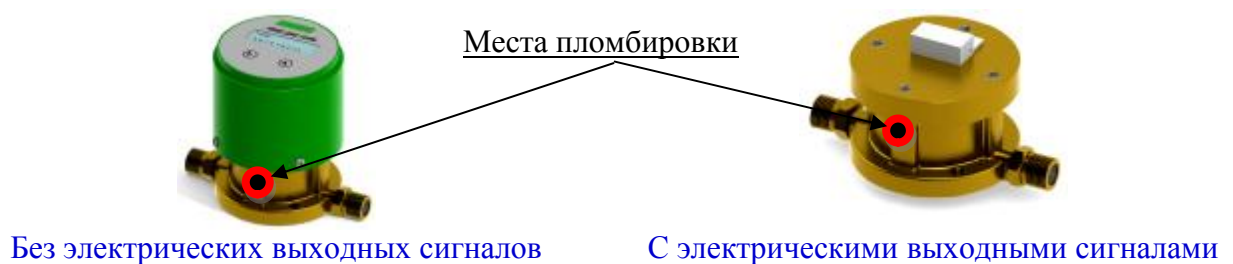 Места пломбировки
Без электрических выходных сигналов
С электрическими выходными сигналами